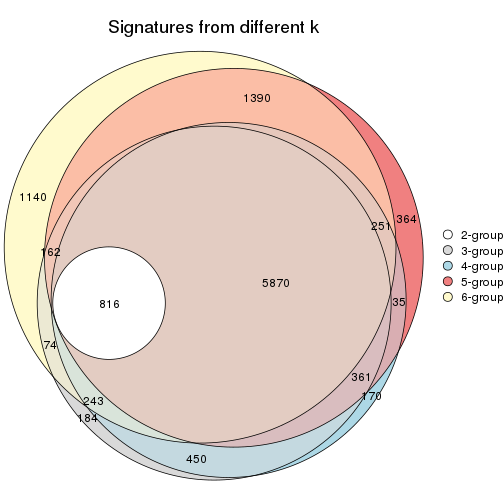 Signatures from different k
1390
1140
364
251
162
2-group
3-group
4-group
5-group
6-group
5870
816
35
74
361
170
243
184
450